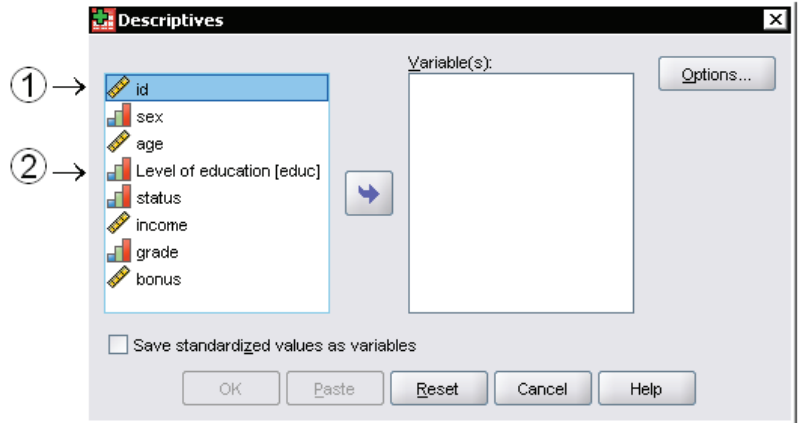 Descriptives
Variable(s):
Options...
① → id
sex
age
② → Level of education [educ]
status
income
grade
bonus
Save standardized values as variables
OK Paste Reset Cancel Help